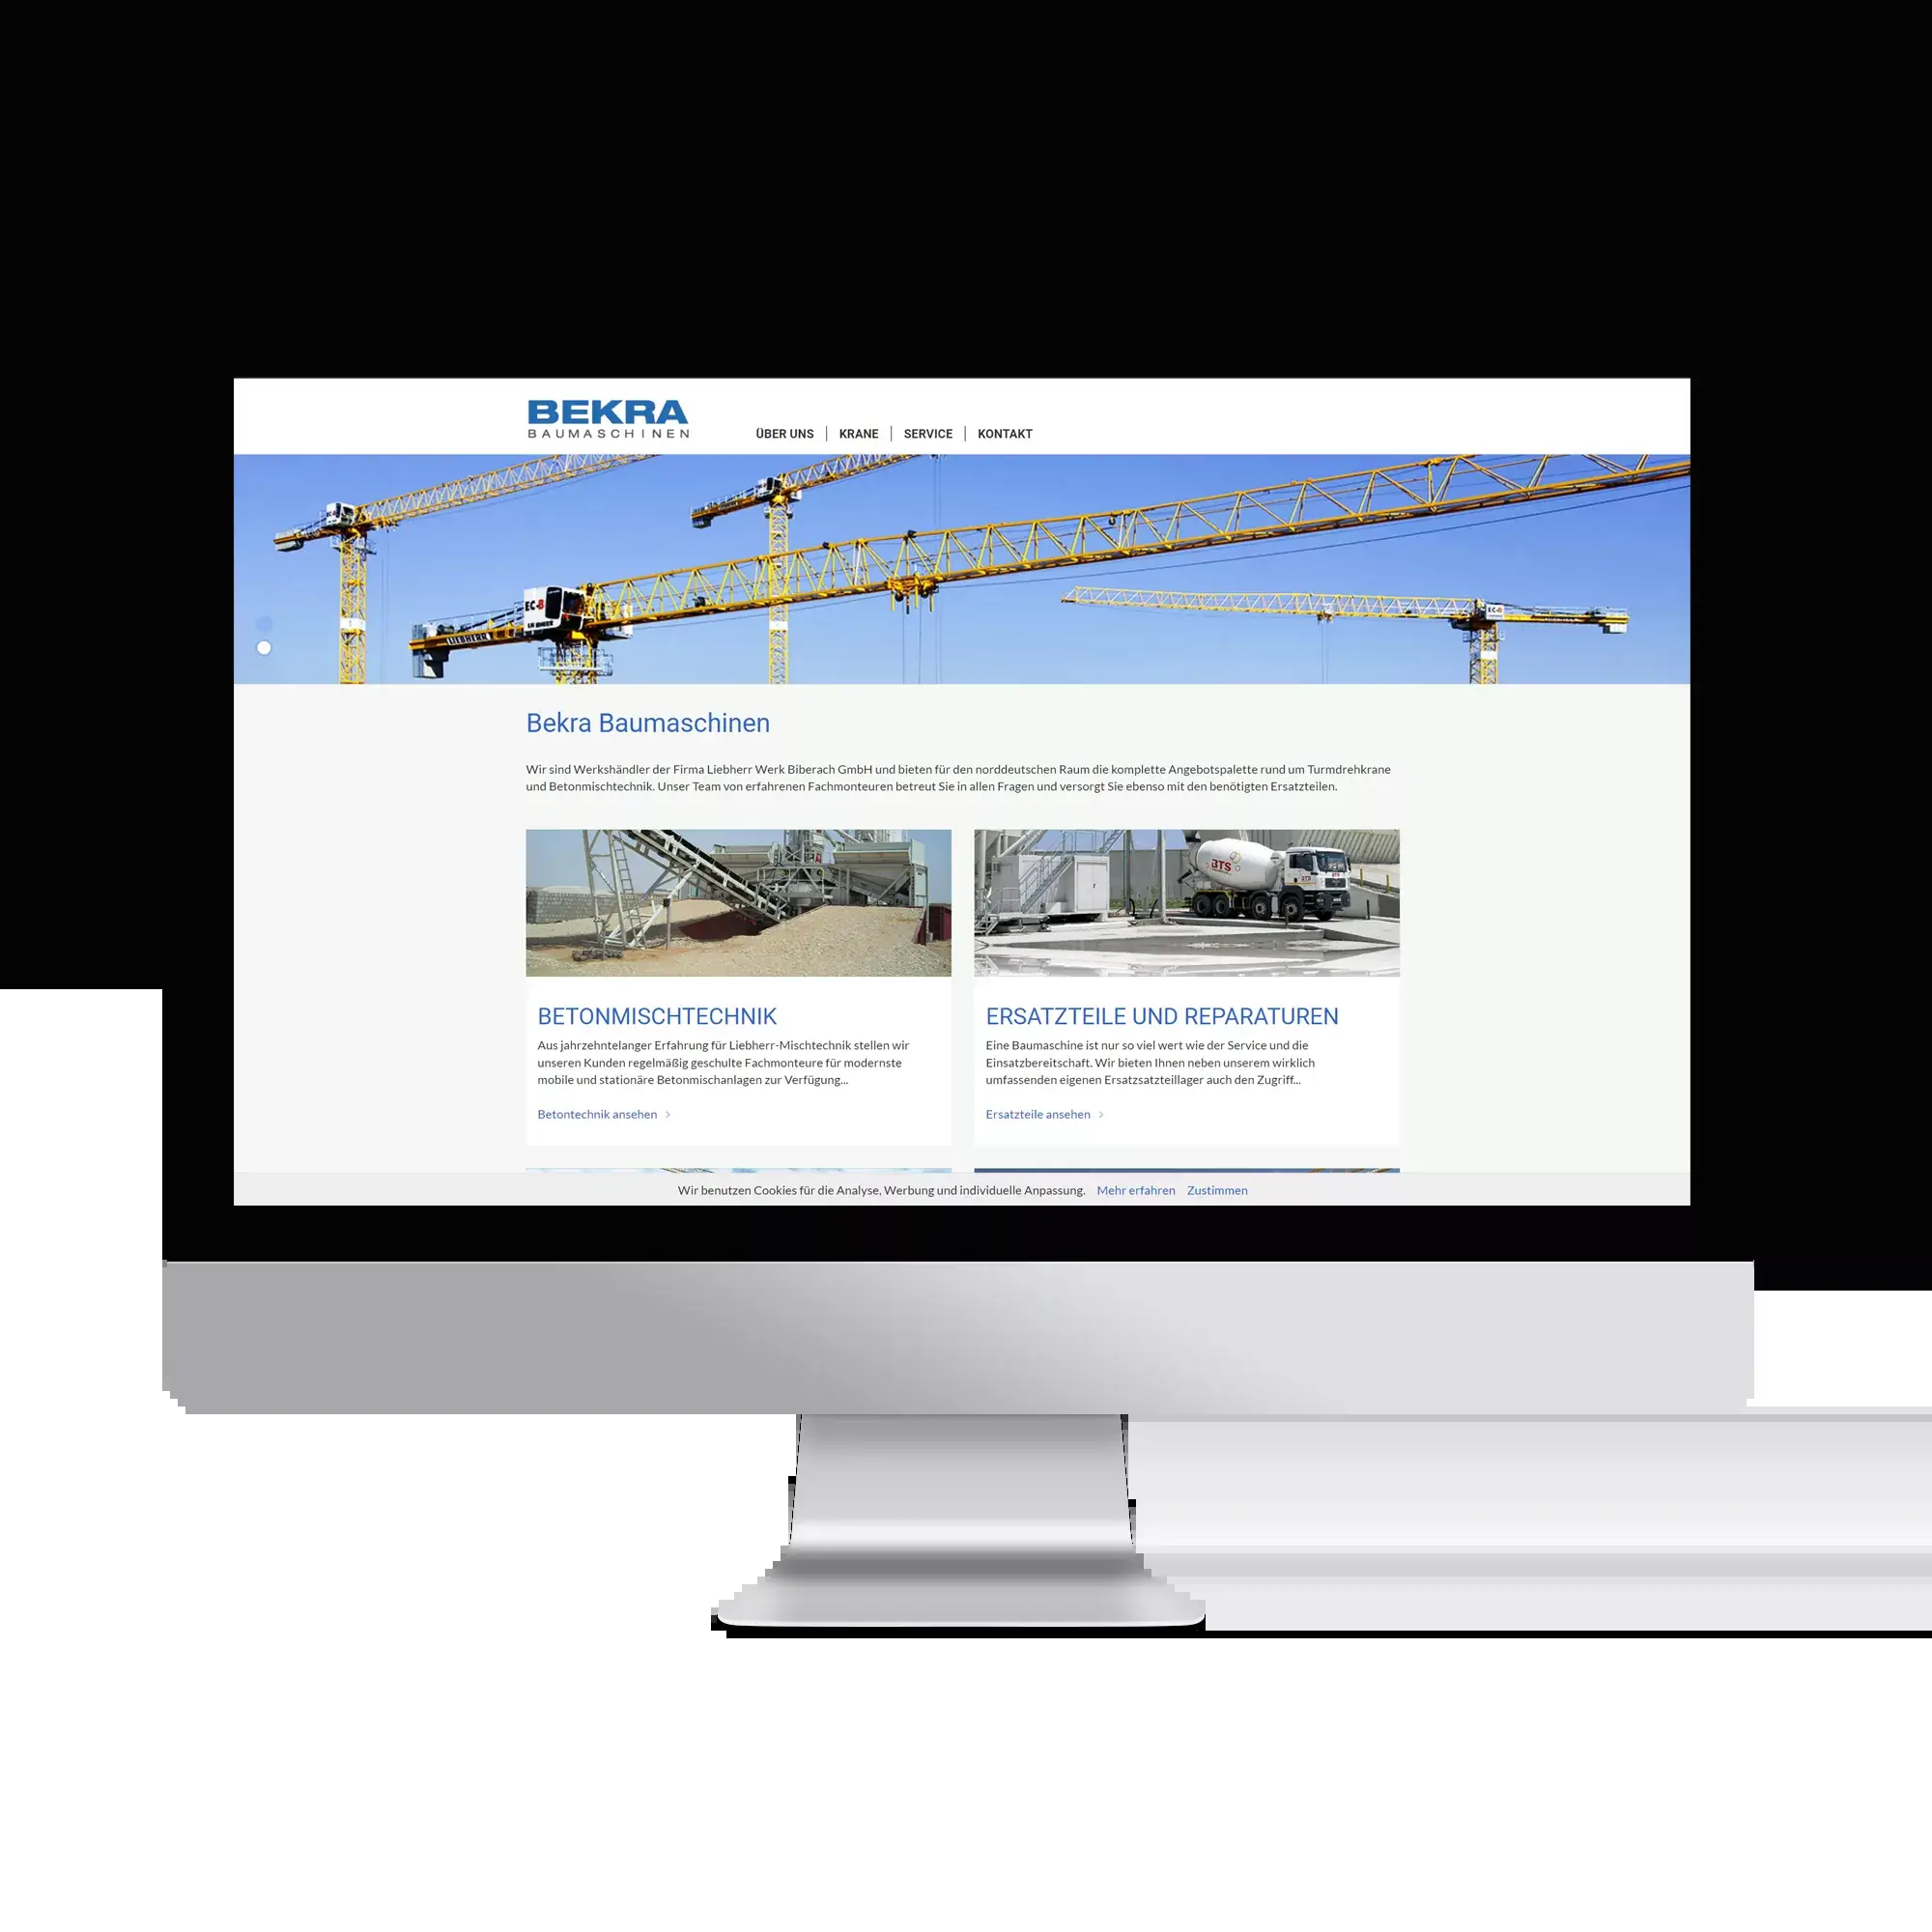 BEKRA
BAUMASCHINEN
ÜBER UNS
KRANE
SERVICE
KONTAKT
EC-B
LIEBHERR
LIEBHERR
EC-B
Bekra Baumaschinen
Wir sind Werkshändler der Firma Liebherr Werk Biberach GmbH und bieten für den norddeutschen Raum die komplette Angebotspalette rund um Turmdrehkrane
und Betonmischtechnik. Unser Team von erfahrenen Fachmonteuren betreut Sie in allen Fragen und versorgt Sie ebenso mit den benötigten Ersatzteilen.
BTS
BETONMISCHTECHNIK
Aus jahrzehntelanger Erfahrung für Liebherr-Mischtechnik stellen wir
unseren Kunden regelmäßig geschulte Fachmonteure für modernste
mobile und stationäre Betonmischanlagen zur Verfügung...
Betontechnik ansehen
ERSATZTEILE UND REPARATUREN
Eine Baumaschine ist nur so viel wert wie der Service und die
Einsatzbereitschaft. Wir bieten Ihnen neben unserem wirklich
umfassenden eigenen Ersatzsatzteillager auch den Zugriff...
Ersatzteile ansehen
Wir benutzen Cookies für die Analyse, Werbung und individuelle Anpassung. Mehr erfahren Zustimmen